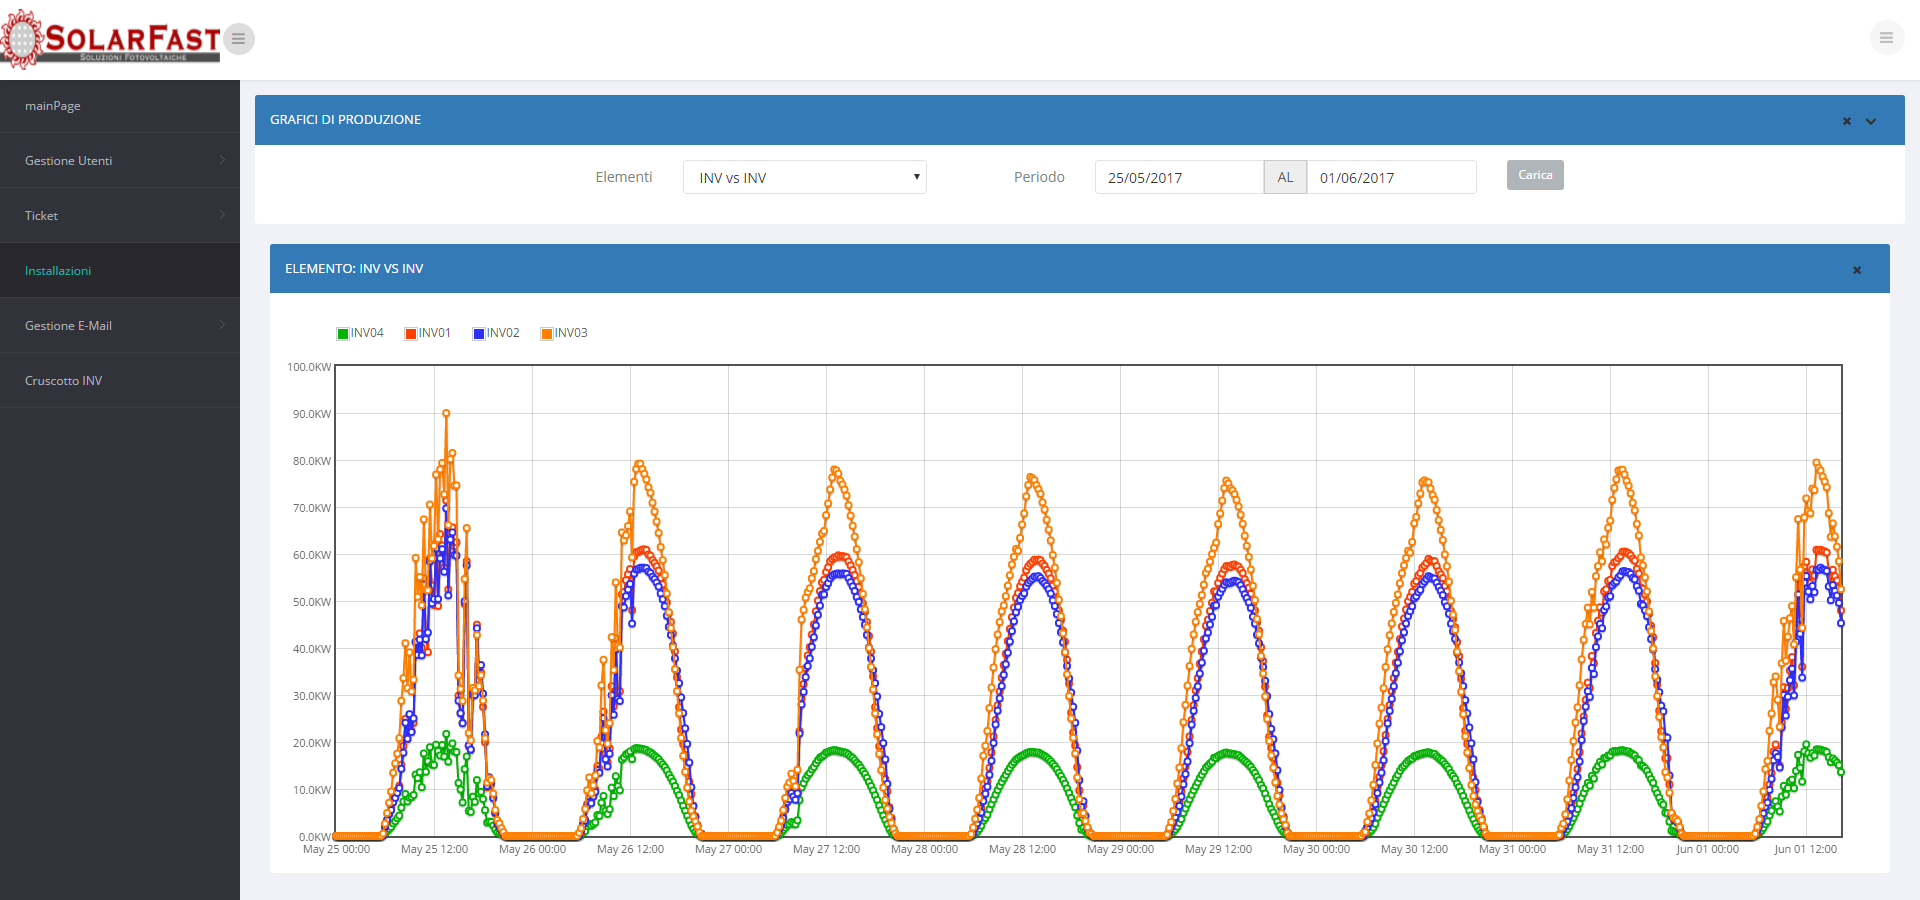 SOLARFAST
SOLUZIONI FOTOVOLTAICHE
mainPage
Gestione Utenti
Ticket
Installazioni
Gestione E-Mail
Cruscotto INV
GRAFICI DI PRODUZIONE
Elementi INV vs INV Periodo 25/05/2017 AL 01/06/2017 Carica
ELEMENTO: INV VS INV
INV04 INV01 INV02 INV03
100.0KW
90.0KW
80.0KW
70.0KW
60.0KW
50.0KW
40.0KW
30.0KW
20.0KW
10.0KW
0.0KW
May 25 00:00 May 25 12:00 May 26 00:00 May 26 12:00 May 27 00:00 May 27 12:00 May 28 00:00 May 28 12:00 May 29 00:00 May 29 12:00 May 30 00:00 May 30 12:00 May 31 00:00 May 31 12:00 Jun 01 00:00 Jun 01 12:00